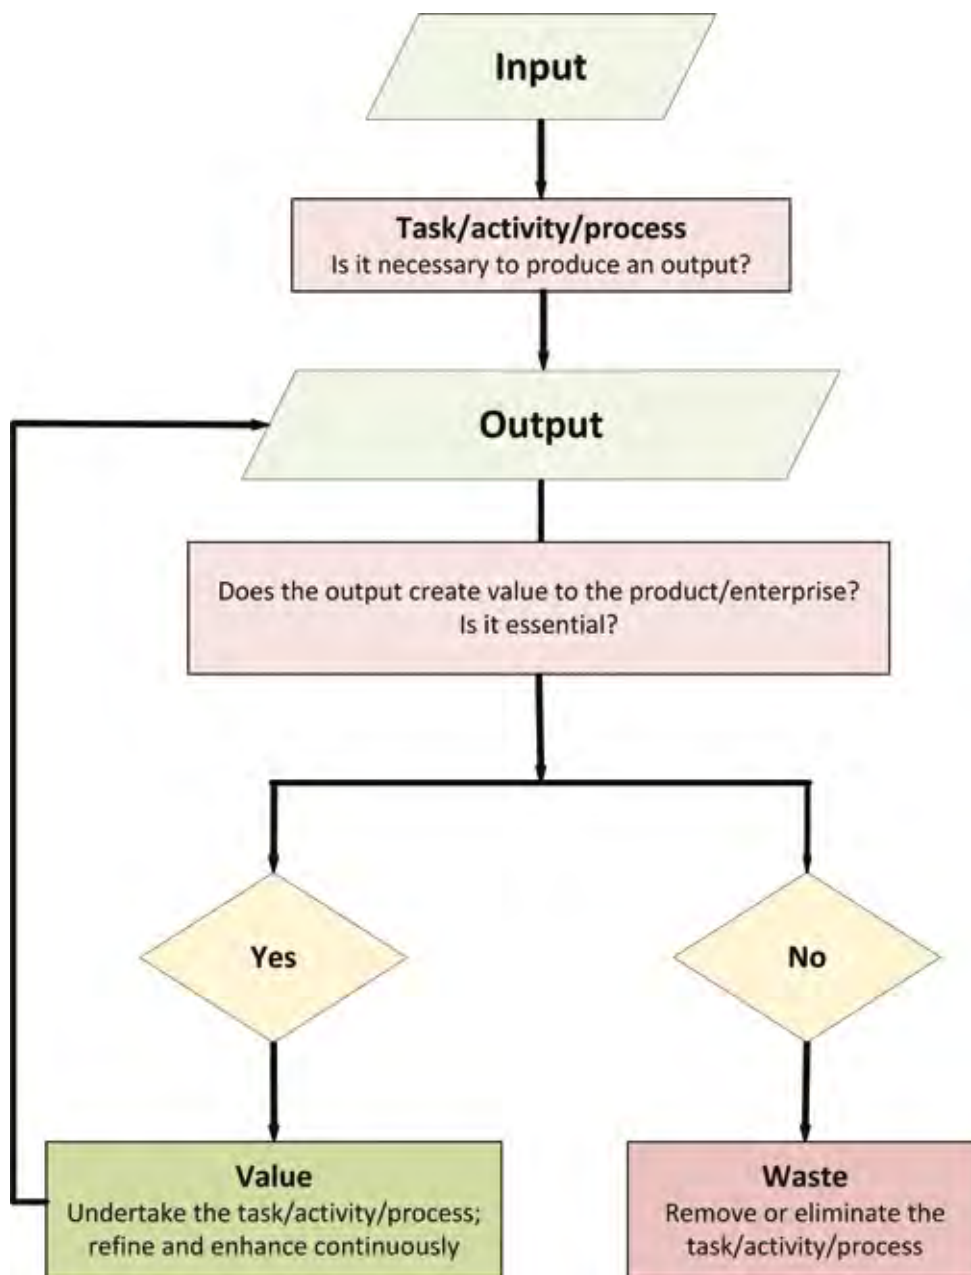 Input
Task/activity/process
Is it necessary to produce an output?
Output
Does the output create value to the product/enterprise?
Is it essential?
Yes
No
Value
Undertake the task/activity/process;
refine and enhance continuously
Waste
Remove or eliminate the
task/activity/process